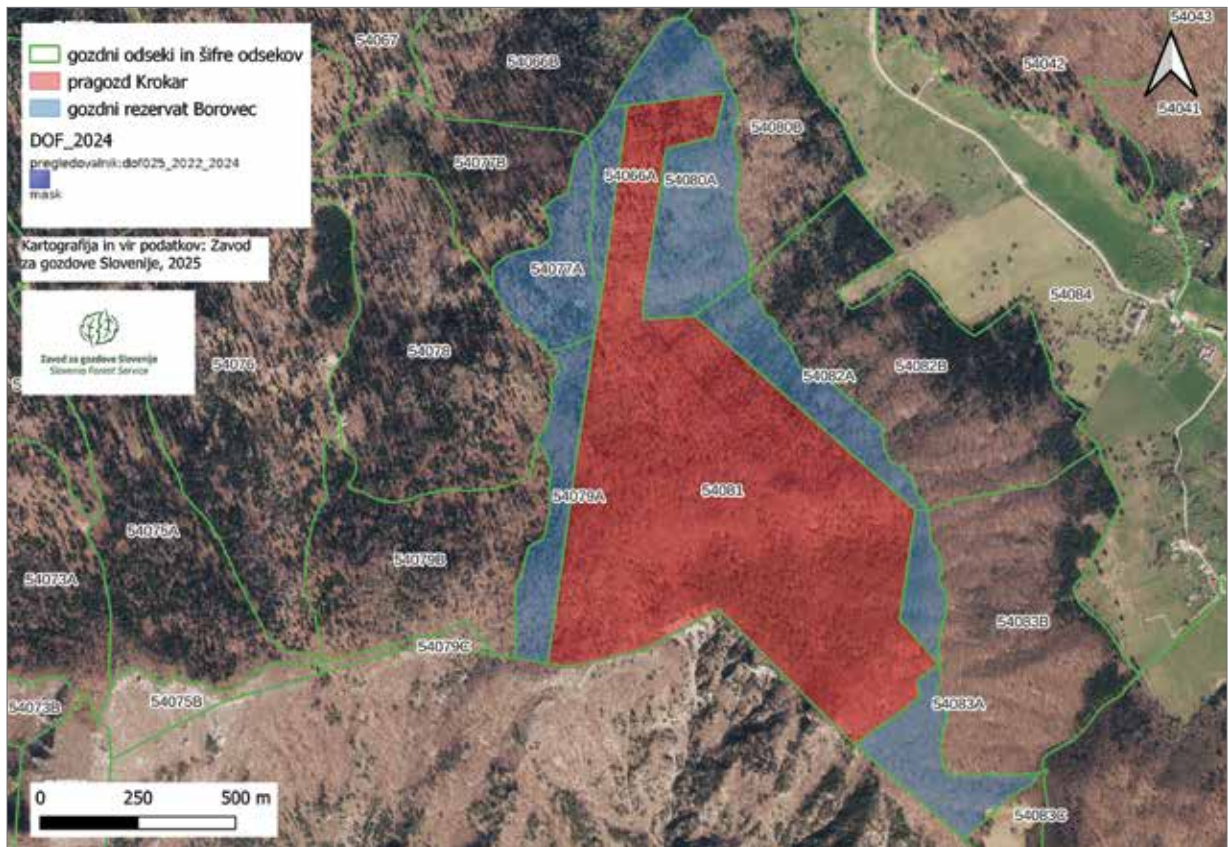 gozdni odseki in šifre odsekov
pragozd Krokar
gozdni rezervat Borovec
DOF_2024
pregledovalnik:dof025_2022_2024
mask
Kartografija in vir podatkov: Zavod
za gozdove Slovenije, 2025
Zavod za gozdove Slovenije
Slovenia Forest Service
54067
54066B
54043
54042
54041
54080B
54077B
54066A
54080A
54077A
54084
54076
54078
54082A
54082B
54079A
54081
54075A
54079B
54073A
54083B
54079C
54073B
54075B
54083A
54083C
0 250 500 m